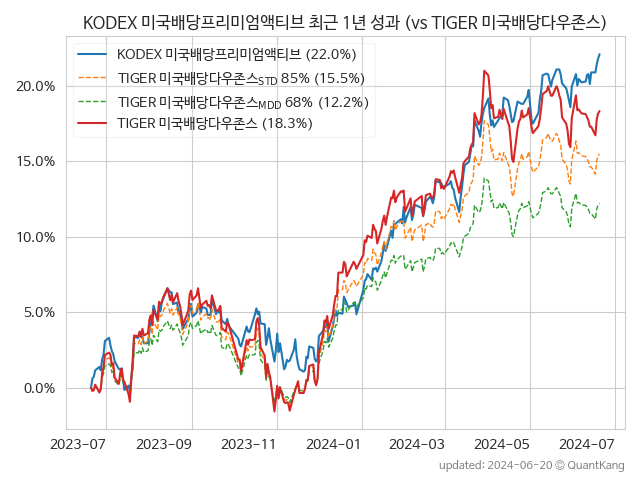 KODEX 미국배당프리미엄액티브 최근 1년 성과 (vs TIGER 미국배당다우존스)
KODEX 미국배당프리미엄액티브 (22.0%)
TIGER 미국배당다우존스STD 85% (15.5%)
TIGER 미국배당다우존스MDD 68% (12.2%)
TIGER 미국배당다우존스 (18.3%)
20.0%
15.0%
10.0%
5.0%
0.0%
2023-07 2023-09 2023-11 2024-01 2024-03 2024-05 2024-07
updated: 2024-06-20 © QuantKang